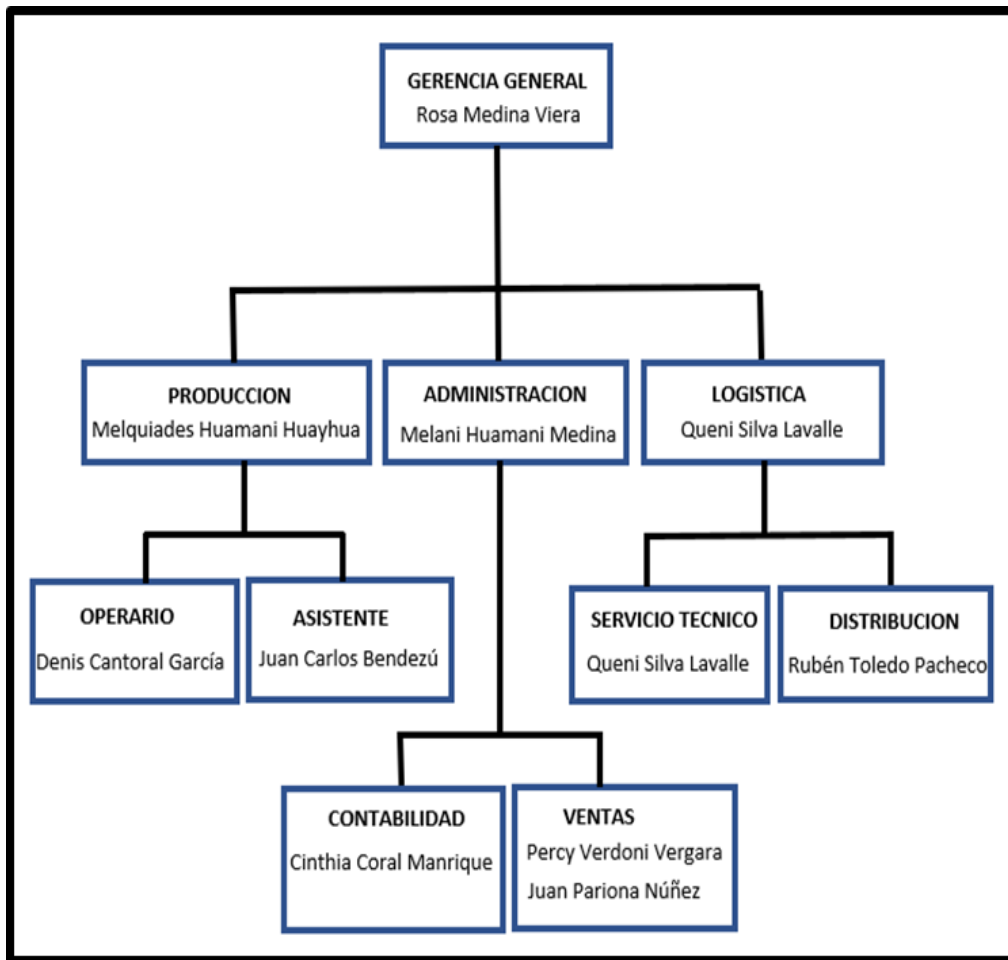 GERENCIA GENERAL
Rosa Medina Viera
PRODUCCION
Melquiades Huamani Huayhua
ADMINISTRACION
Melani Huamani Medina
LOGISTICA
Queni Silva Lavalle
OPERARIO
Denis Cantoral García
ASISTENTE
Juan Carlos Bendezú
SERVICIO TECNICO
Queni Silva Lavalle
DISTRIBUCION
Rubén Toledo Pacheco
CONTABILIDAD
Cinthia Coral Manrique
VENTAS
Percy Verdoni Vergara
Juan Pariona Núñez